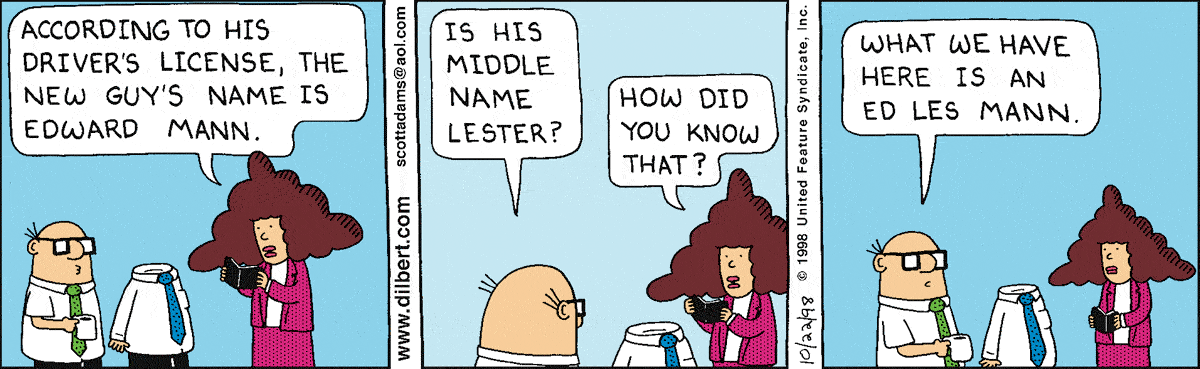 ACCORDING TO HIS
DRIVER'S LICENSE, THE
NEW GUY'S NAME IS
EDWARD MANN.
www.dilbert.com
scottadams@aol.com
IS HIS
MIDDLE
NAME
LESTER?
HOW DID
YOU KNOW
THAT?
10/22/98 © 1998 United Feature Syndicate, Inc.
WHAT WE HAVE
HERE IS AN
ED LES MANN.